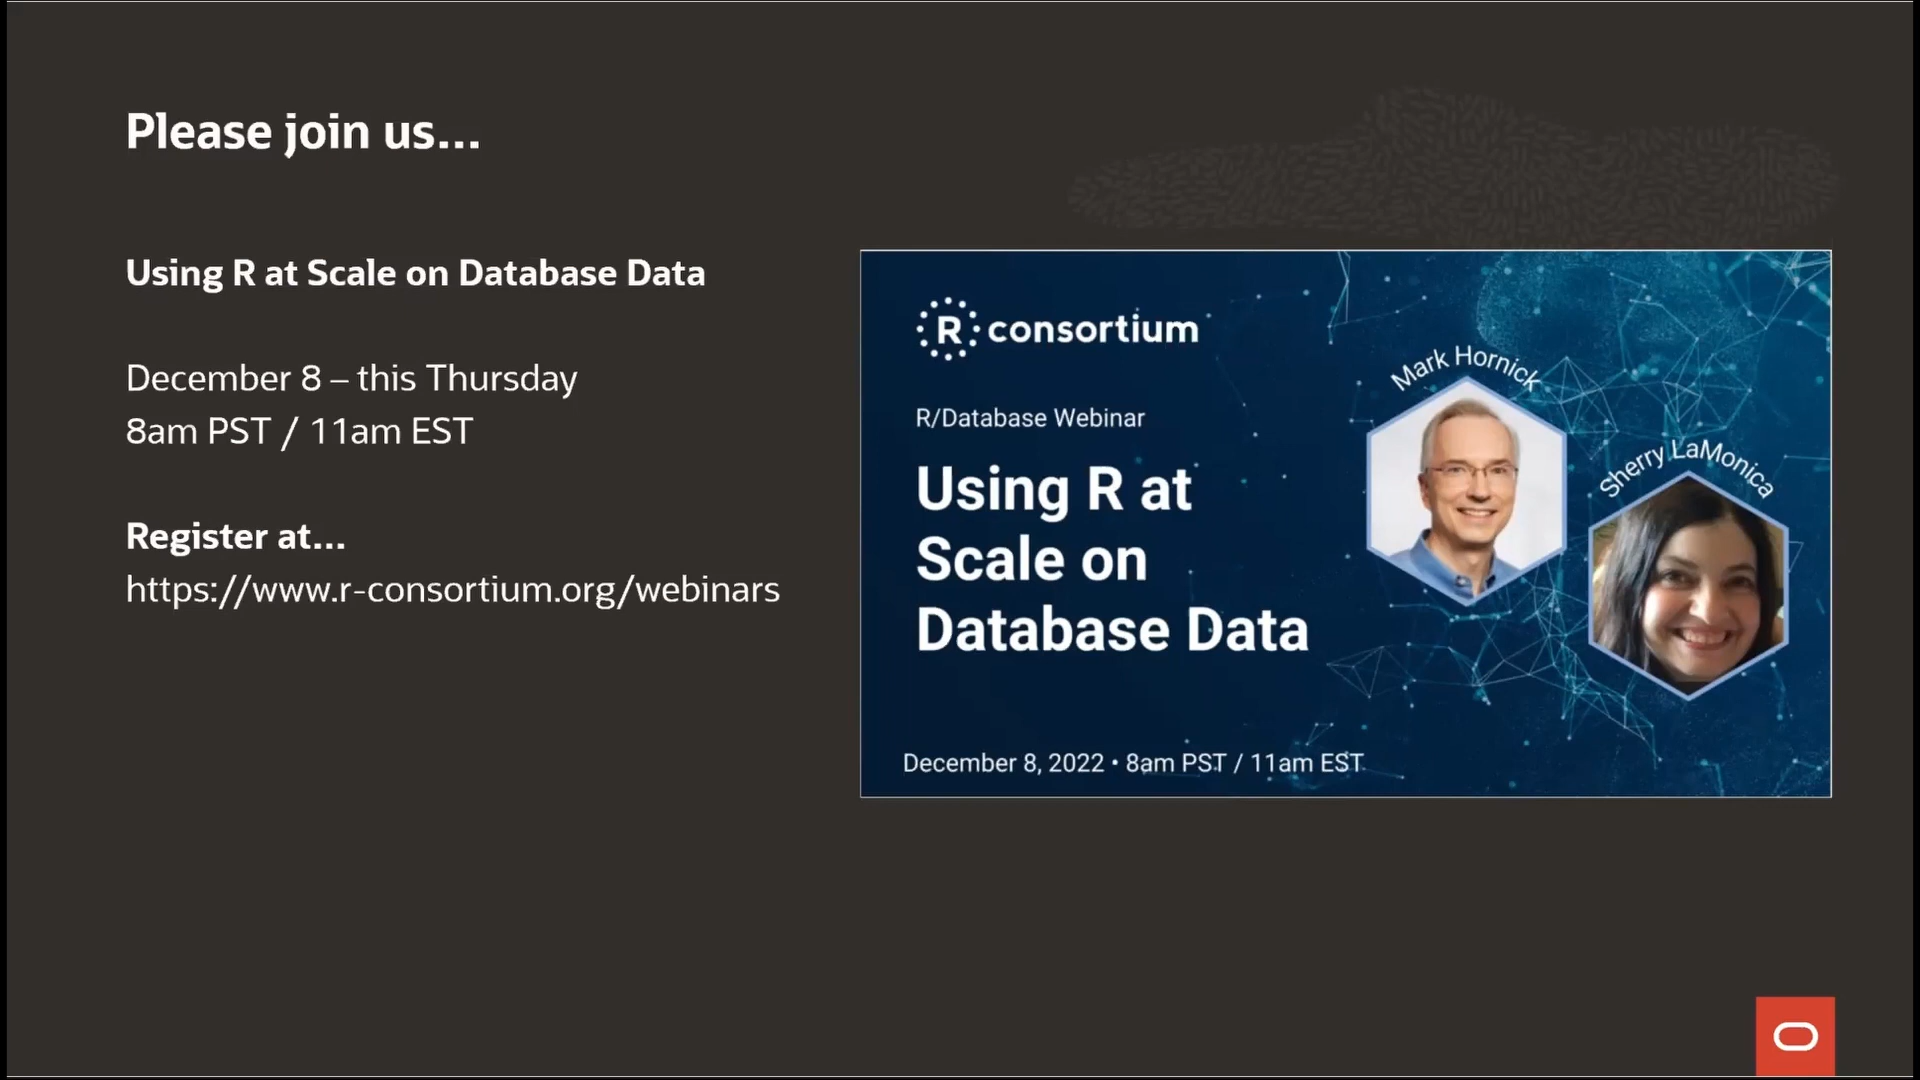 Please join us...
Using R at Scale on Database Data
December 8 – this Thursday
8am PST / 11am EST
Register at...
https://www.r-consortium.org/webinars
R consortium
R/Database Webinar
Using R at
Scale on
Database Data
Mark Hornick
Sherry LaMonica
December 8, 2022 • 8am PST / 11am EST